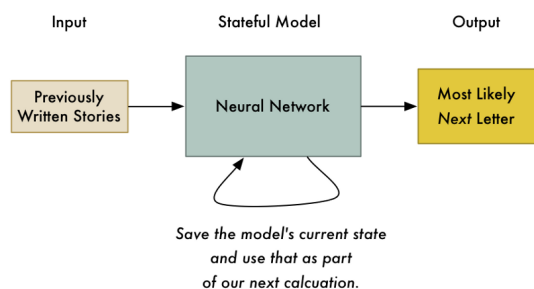 Input
Stateful Model
Output
Previously
Written Stories
Neural Network
Most Likely
Next Letter
Save the model's current state
and use that as part
of our next calcuation.